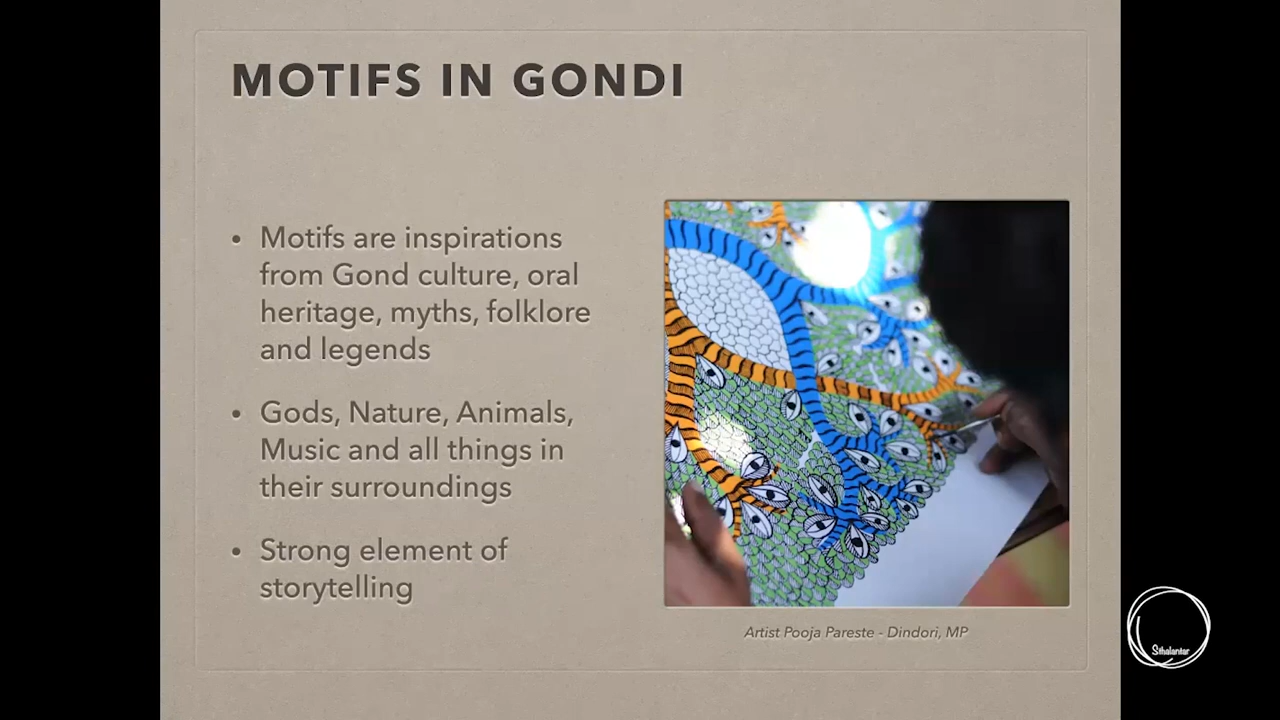 MOTIFS IN GONDI
• Motifs are inspirations
from Gond culture, oral
heritage, myths, folklore
and legends
• Gods, Nature, Animals,
Music and all things in
their surroundings
• Strong element of
storytelling
Artist Pooja Pareste - Dindori, MP
Sthalantar